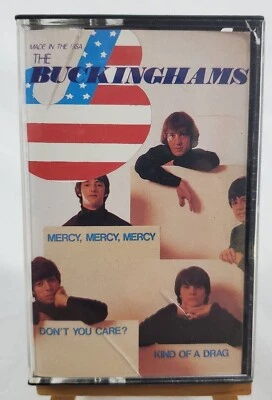 MADE IN THE USA
THE
BUCKINGHAMS
MERCY, MERCY, MERCY
DON'T YOU CARE?
KIND OF A DRAG